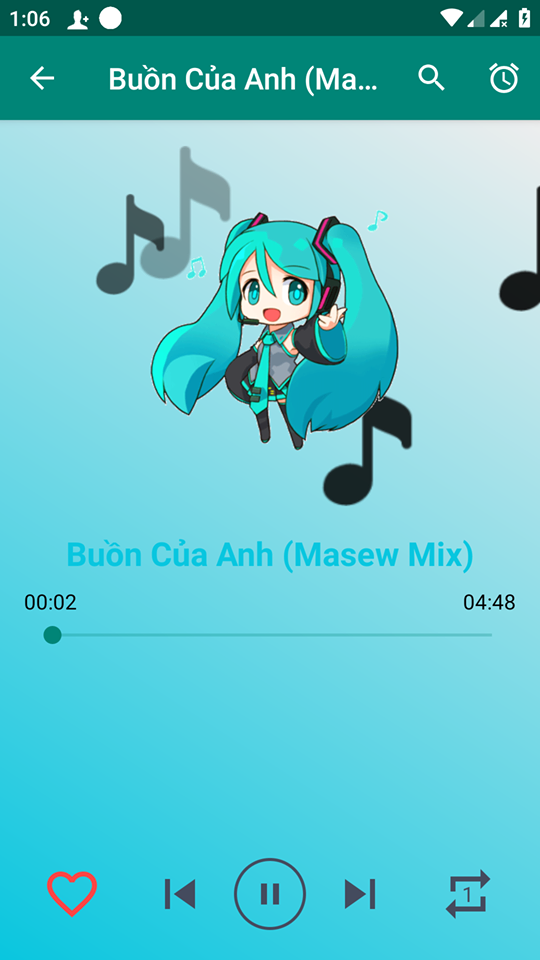 1:06
Buồn Của Anh (Ma...
Buồn Của Anh (Masew Mix)
00:02 04:48
1